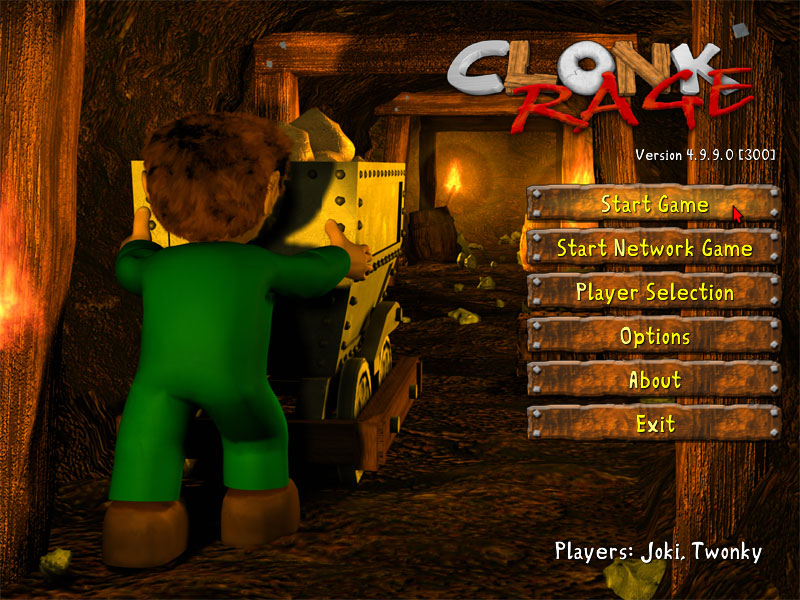 CLONK
RAGE
Version 4.9.9.0 [300]
Start Game
Start Network Game
Player Selection
Options
About
Exit
Players: Joki, Twonky